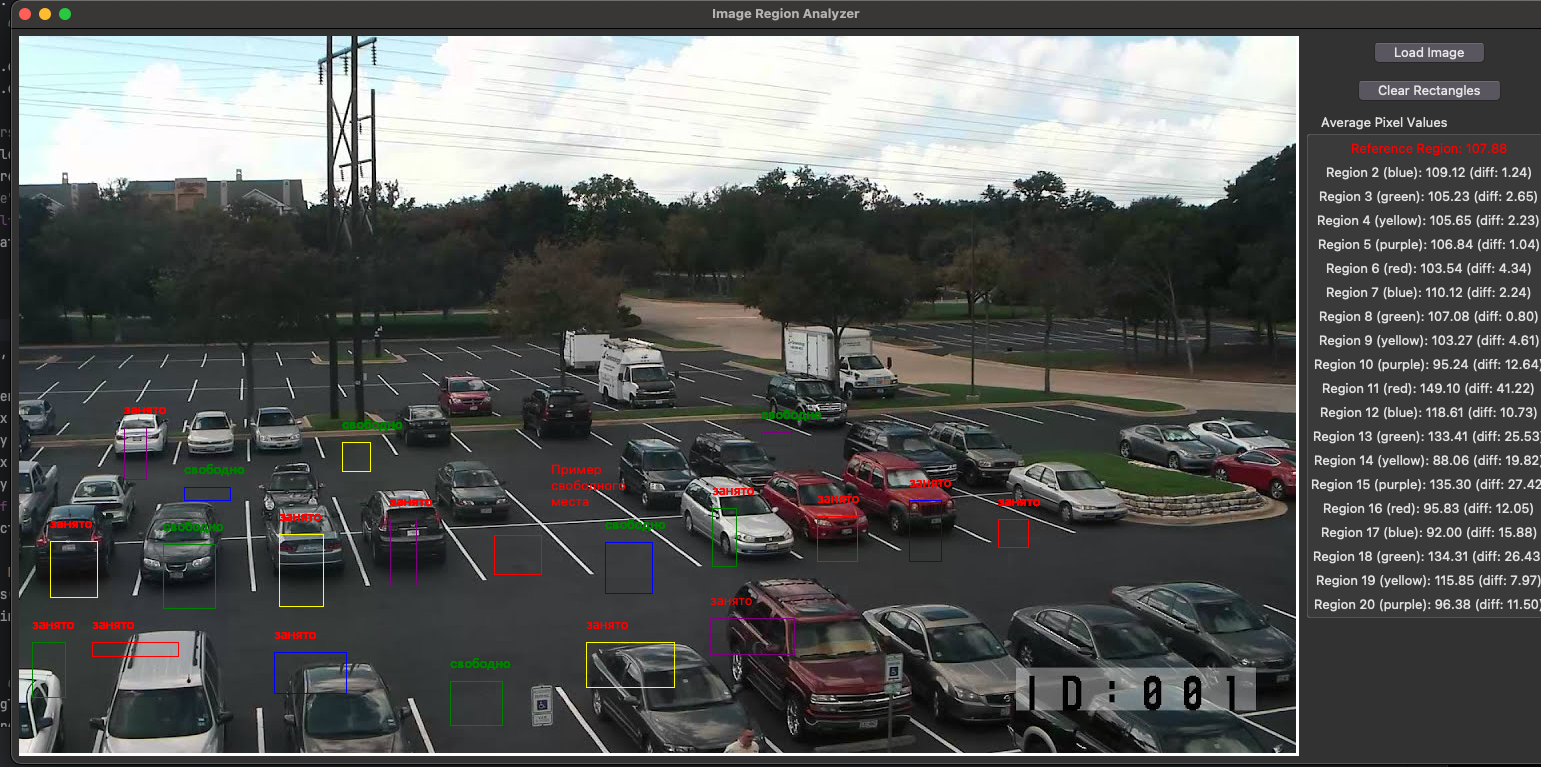 Image Region Analyzer
Load Image
Clear Rectangles
Average Pixel Values
Reference Region: 107.88
Region 2 (blue): 109.12 (diff: 1.24)
Region 3 (green): 105.23 (diff: 2.65)
Region 4 (yellow): 105.65 (diff: 2.23)
Region 5 (purple): 106.84 (diff: 1.04)
Region 6 (red): 103.54 (diff: 4.34)
Region 7 (blue): 110.12 (diff: 2.24)
Region 8 (green): 107.08 (diff: 0.80)
Region 9 (yellow): 103.27 (diff: 4.61)
Region 10 (purple): 95.24 (diff: 12.64)
Region 11 (red): 149.10 (diff: 41.22)
Region 12 (blue): 118.61 (diff: 10.73)
Region 13 (green): 133.41 (diff: 25.53)
Region 14 (yellow): 88.06 (diff: 19.82)
Region 15 (purple): 135.30 (diff: 27.42
Region 16 (red): 95.83 (diff: 12.05)
Region 17 (blue): 92.00 (diff: 15.88)
Region 18 (green): 134.31 (diff: 26.43
Region 19 (yellow): 115.85 (diff: 7.97)
Region 20 (purple): 96.38 (diff: 11.50)
занято
свободно
свободно
свободно
Пример
свободного
места
занято
занято
занято
занято
занято
занято
свободно
занято
свободно
занято
занято
занято
занято
занято
свободно
ID:001